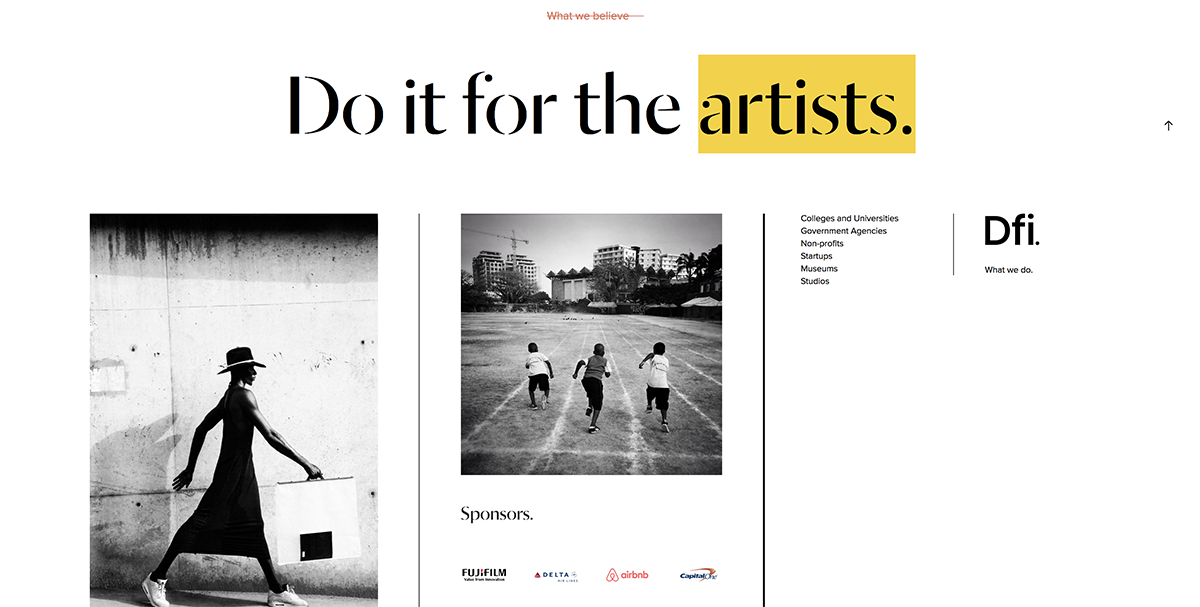 What we believe
Do it for the artists.
Colleges and Universities
Government Agencies
Non-profits
Startups
Museums
Studios
Dfi.
What we do.
Sponsors.
FUJIFILM
Value from Innovation
DELTA
AIR LINES
airbnb
Capital One